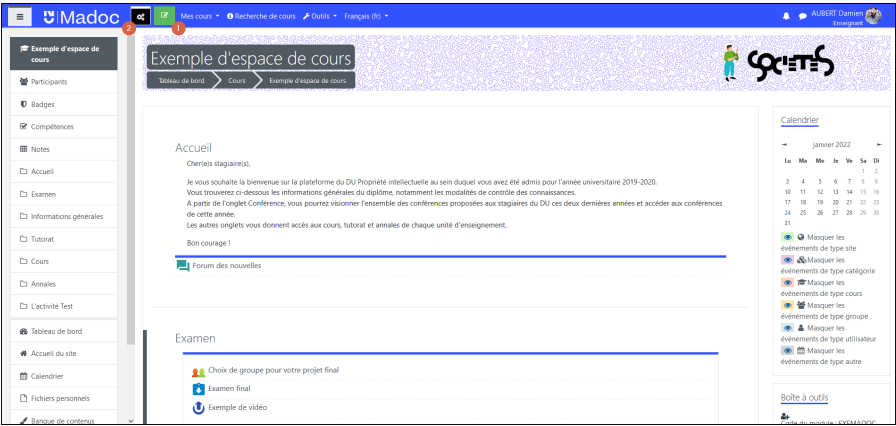 Madoc
Mes cours
Recherche de cours
Outils
Français (fr)
AUBERT Damien
Enseignant
2
1
Exemple d'espace de
cours
Participants
Badges
Compétences
Notes
Accueil
Examen
Informations générales
Tutorat
Cours
Annales
L'activité Test
Tableau de bord
Accueil du site
Calendrier
Fichiers personnels
Banque de contenus
Exemple d'espace de cours
Tableau de bord
Cours
Exemple d'espace de cours
SOCIETES
Accueil
Cher(e)s stagiaire(s),
Je vous souhaite la bienvenue sur la plateforme du DU Propriété intellectuelle au sein duquel vous avez été admis pour l'année universitaire 2019-2020.
Vous trouverez ci-dessous les informations générales du diplôme, notamment les modalités de contrôle des connaissances.
A partir de l'onglet Conférence, vous pourrez visionner l'ensemble des conférences proposées aux stagiaires du DU ces deux dernières années et accéder aux conférences
de cette année.
Les autres onglets vous donnent accès aux cours, tutorat et annales de chaque unité d'enseignement.
Bon courage !
Forum des nouvelles
Examen
Choix de groupe pour votre projet final
Examen final
Exemple de vidéo
Calendrier
janvier 2022
Lu Ma Me Je Ve Sa Di
1 2
3 4 5 6 7 8 9
10 11 12 13 14 15 16
17 18 19 20 21 22 23
24 25 26 27 28 29 30
31
Masquer les
événements de type site
Masquer les
événements de type catégorie
Masquer les
événements de type cours
Masquer les
événements de type groupe
Masquer les
événements de type utilisateur
Masquer les
événements de type autre
Boîte à outils
Code du module : EXEMADOC